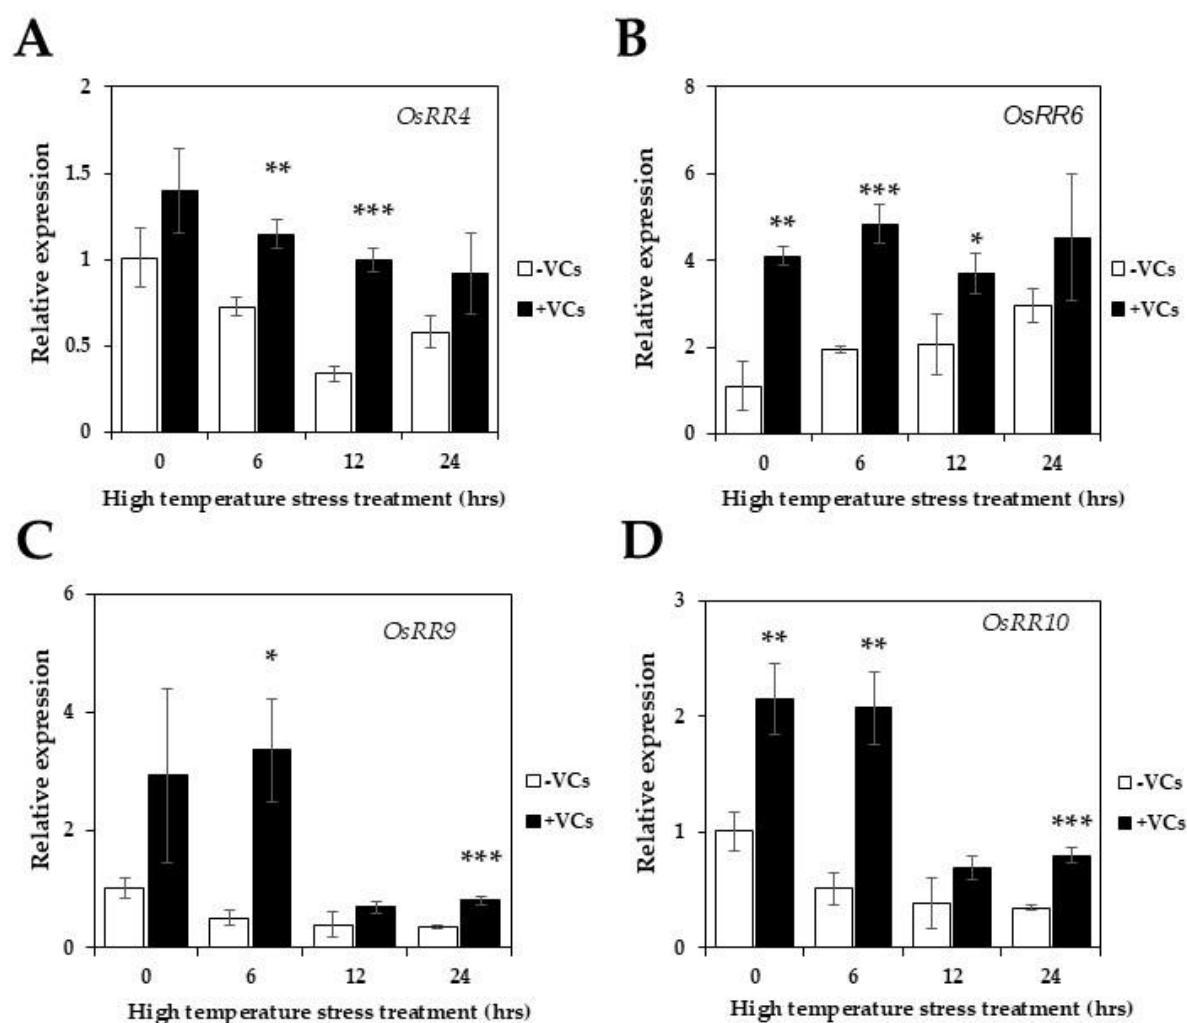 A
2
1.5
1
0.5
0
Relative expression
OsRR4
**
***
-VCs
+VCs
0 6 12 24
High temperature stress treatment (hrs)
B
8
6
4
2
0
Relative expression
OsRR6
**
***
*
-VCs
+VCs
0 6 12 24
High temperature stress treatment (hrs)
C
6
4
2
0
Relative expression
OsRR9
*
***
-VCs
+VCs
0 6 12 24
High temperature stress treatment (hrs)
D
3
2
1
0
Relative expression
OsRR10
**
**
***
-VCs
+VCs
0 6 12 24
High temperature stress treatment (hrs)